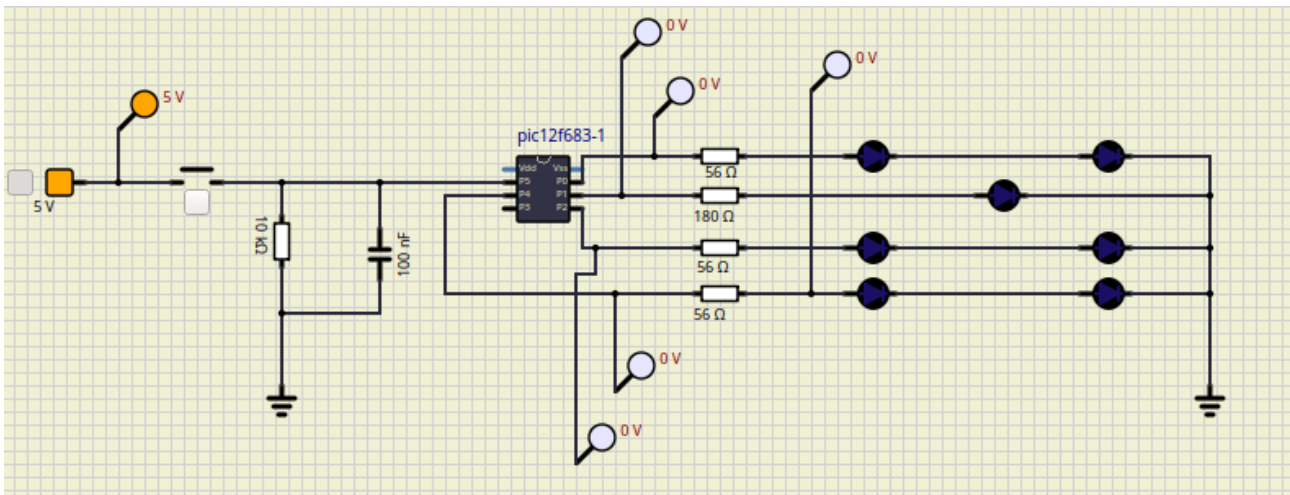 0 V
0 V
0 V
5 V
pic12f683-1
Vdd Vss
P5 P0
P4 P1
P3 P2
5 V
56 Ω
180 Ω
10 kΩ
100 nF
56 Ω
56 Ω
0 V
0 V